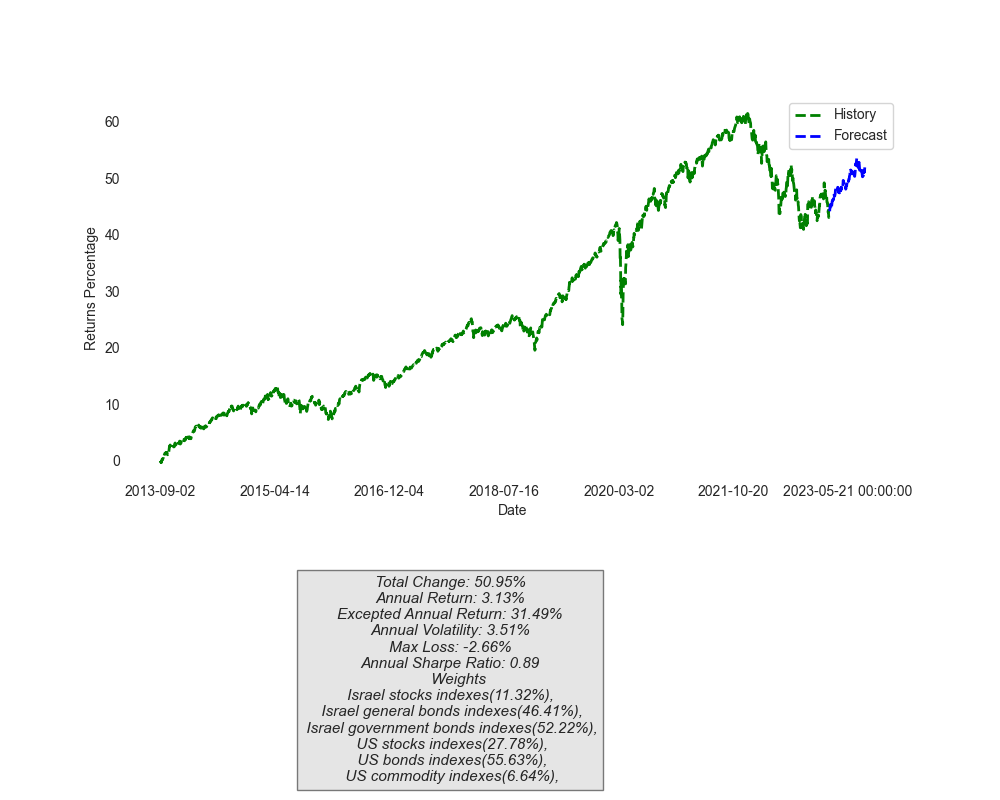 60
50
40
30
20
10
0
Returns Percentage
History
Forecast
2013-09-02 2015-04-14 2016-12-04 2018-07-16 2020-03-02 2021-10-20 2023-05-21 00:00:00
Date
Total Change: 50.95%
Annual Return: 3.13%
Excepted Annual Return: 31.49%
Annual Volatility: 3.51%
Max Loss: -2.66%
Annual Sharpe Ratio: 0.89
Weights
Israel stocks indexes(11.32%),
Israel general bonds indexes(46.41%),
Israel government bonds indexes(52.22%),
US stocks indexes(27.78%),
US bonds indexes(55.63%),
US commodity indexes(6.64%),